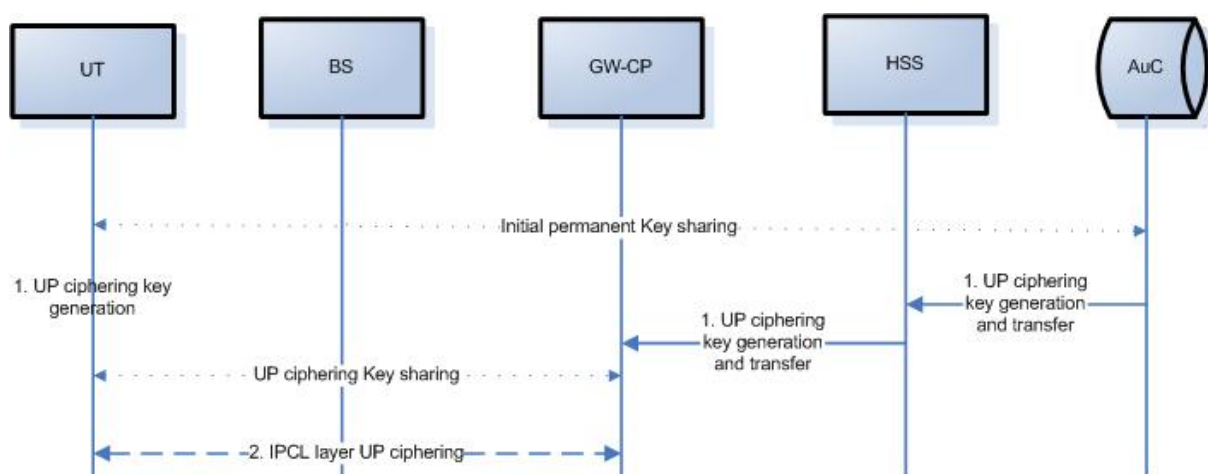 UT
BS
GW-CP
HSS
AuC
Initial permanent Key sharing
1. UP ciphering key
generation
1. UP ciphering
key generation
and transfer
1. UP ciphering
key generation
and transfer
UP ciphering Key sharing
2. IPCL layer UP ciphering